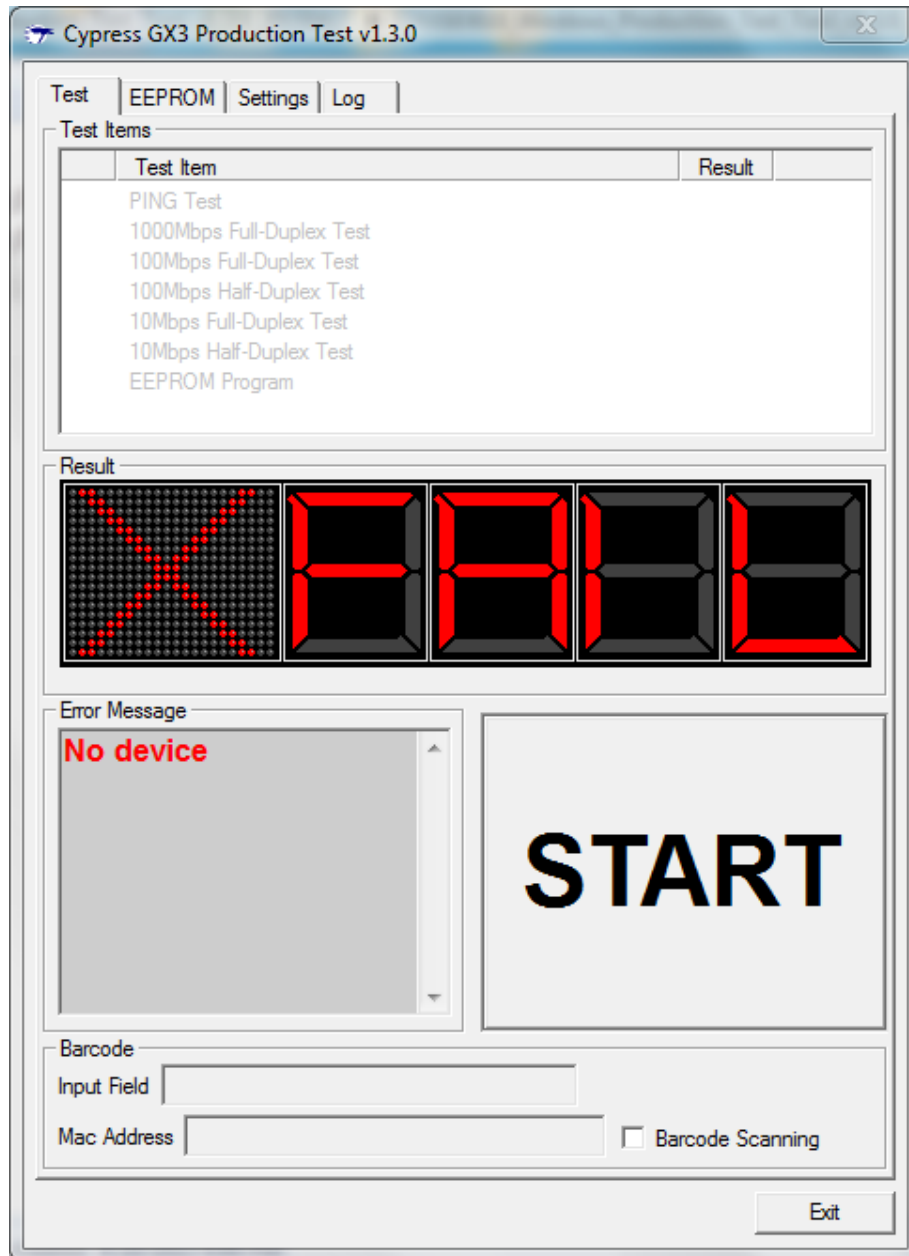 Cypress GX3 Production Test v1.3.0
Test EEPROM Settings Log
Test Items
Test Item Result
PING Test
1000Mbps Full-Duplex Test
100Mbps Full-Duplex Test
100Mbps Half-Duplex Test
10Mbps Full-Duplex Test
10Mbps Half-Duplex Test
EEPROM Program
Result
FAIL
Error Message
No device
START
Barcode
Input Field
Mac Address Barcode Scanning
Exit